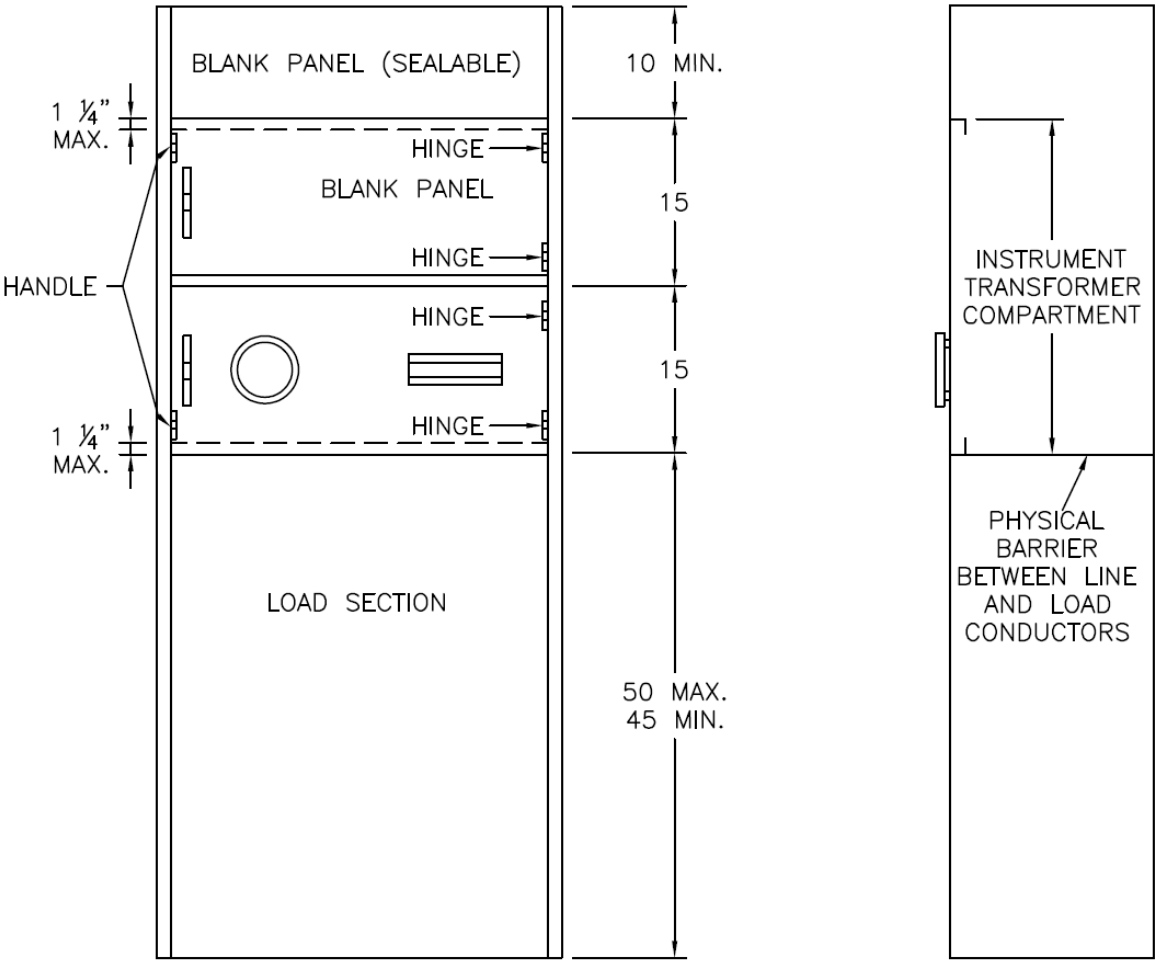 BLANK PANEL (SEALABLE)
10 MIN.
1 ¼"
MAX.
HINGE
BLANK PANEL
15
HINGE
HANDLE
INSTRUMENT
TRANSFORMER
COMPARTMENT
HINGE
15
HINGE
1 ¼"
MAX.
PHYSICAL
BARRIER
BETWEEN LINE
AND LOAD
CONDUCTORS
LOAD SECTION
50 MAX.
45 MIN.